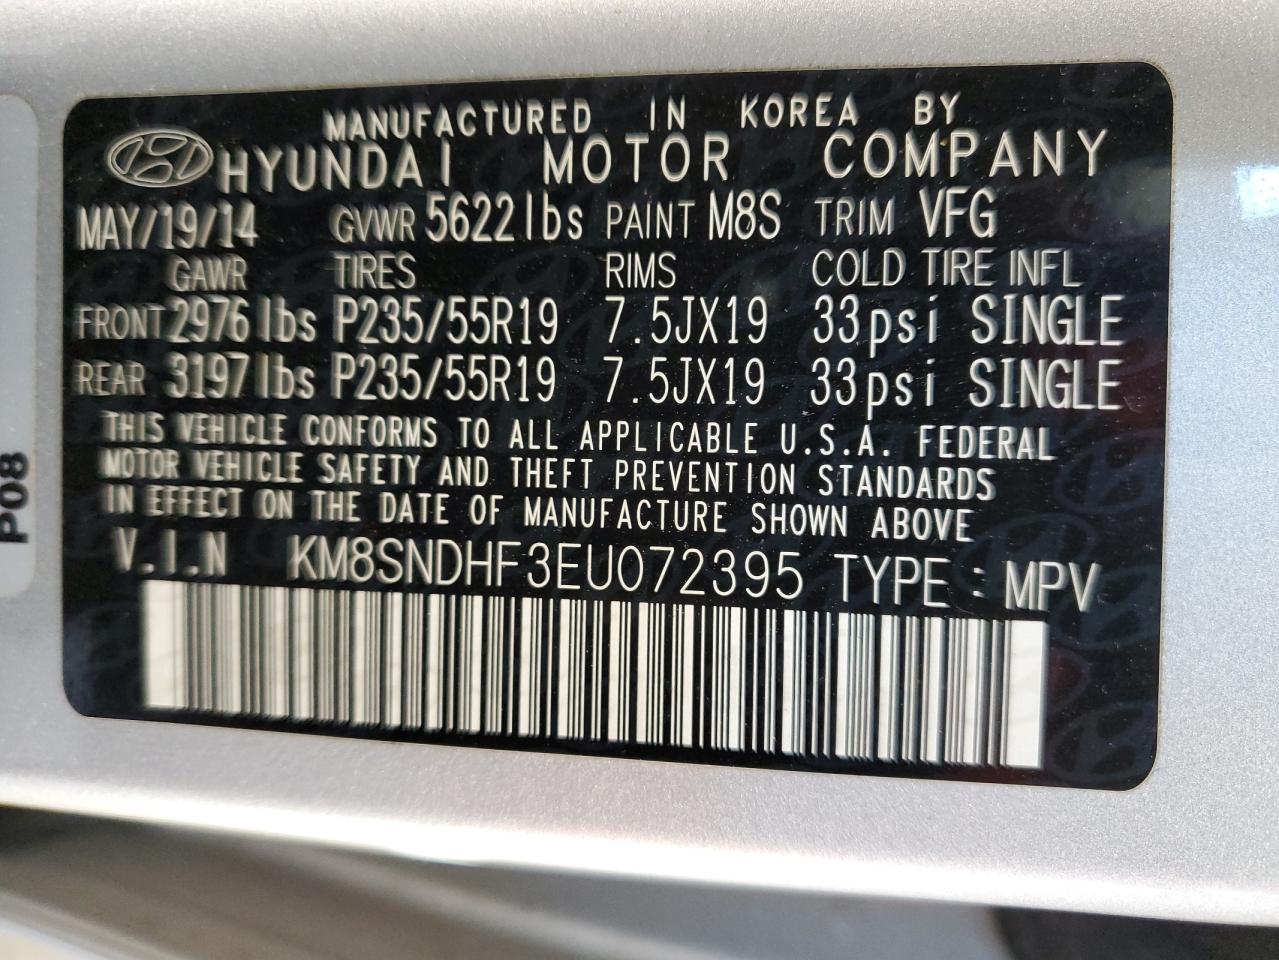 MANUFACTURED IN KOREA BY
HYUNDAI MOTOR COMPANY
MAY/19/14 GVWR 5622lbs PAINT M8S TRIM VFG
GAWR TIRES RIMS COLD TIRE INFL
FRONT 2976lbs P235/55R19 7.5JX19 33psi SINGLE
REAR 3197lbs P235/55R19 7.5JX19 33psi SINGLE
THIS VEHICLE CONFORMS TO ALL APPLICABLE U.S.A. FEDERAL
MOTOR VEHICLE SAFETY AND THEFT PREVENTION STANDARDS
IN EFFECT ON THE DATE OF MANUFACTURE SHOWN ABOVE
V.I.N KM8SNDHF3EU072395 TYPE : MPV
P08